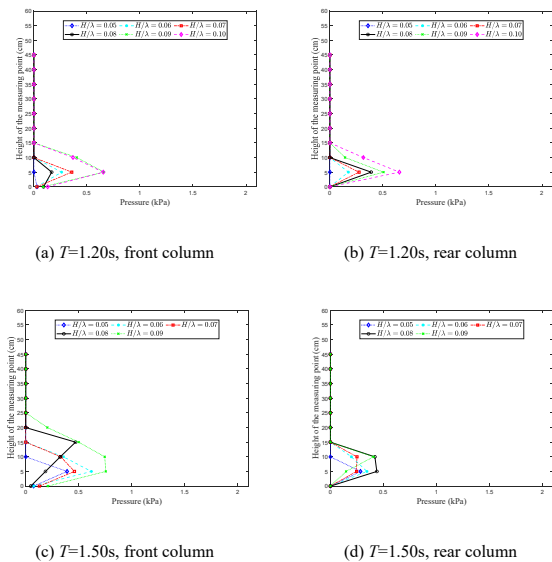 H/λ = 0.05 H/λ = 0.06 H/λ = 0.07
H/λ = 0.08 H/λ = 0.09 H/λ = 0.10
Height of the measuring point (cm)
60
55
50
45
40
35
30
25
20
15
10
5
0
0 0.5 1 1.5 2
Pressure (kPa)
(a) T=1.20s, front column
H/λ = 0.05 H/λ = 0.06 H/λ = 0.07
H/λ = 0.08 H/λ = 0.09 H/λ = 0.10
Height of the measuring point (cm)
60
55
50
45
40
35
30
25
20
15
10
5
0
0 0.5 1 1.5 2
Pressure (kPa)
(b) T=1.20s, rear column
H/λ = 0.05 H/λ = 0.06 H/λ = 0.07
H/λ = 0.08 H/λ = 0.09
Height of the measuring point (cm)
60
55
50
45
40
35
30
25
20
15
10
5
0
0 0.5 1 1.5 2
Pressure (kPa)
(c) T=1.50s, front column
H/λ = 0.05 H/λ = 0.06 H/λ = 0.07
H/λ = 0.08 H/λ = 0.09
Height of the measuring point (cm)
60
55
50
45
40
35
30
25
20
15
10
5
0
0 0.5 1 1.5 2
Pressure (kPa)
(d) T=1.50s, rear column